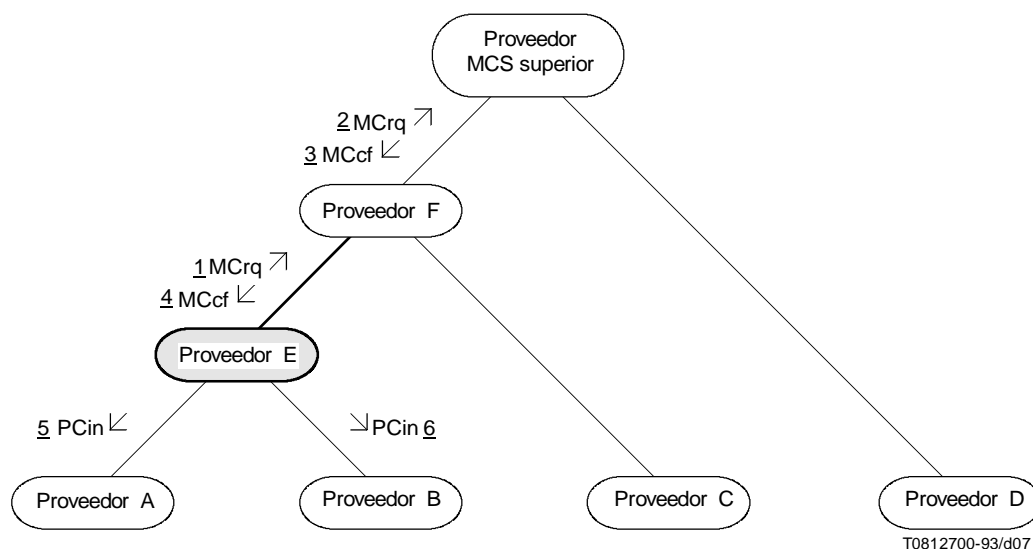 Proveedor
MCS superior
2 MCrq
3 MCcf
Proveedor F
1 MCrq
4 MCcf
Proveedor E
5 PCin
PCin 6
Proveedor A
Proveedor B
Proveedor C
Proveedor D
T0812700-93/d07